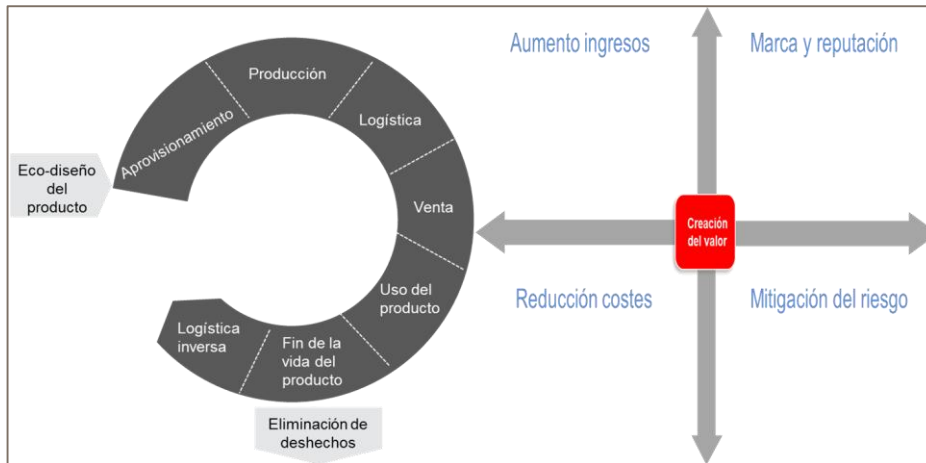 Eco-diseño
del
producto
Aprovisionamiento
Producción
Logística
Venta
Uso del
producto
Fin de la
vida del
producto
Logística
inversa
Eliminación de
deshechos
Aumento ingresos
Marca y reputación
Creación
del valor
Reducción costes
Mitigación del riesgo